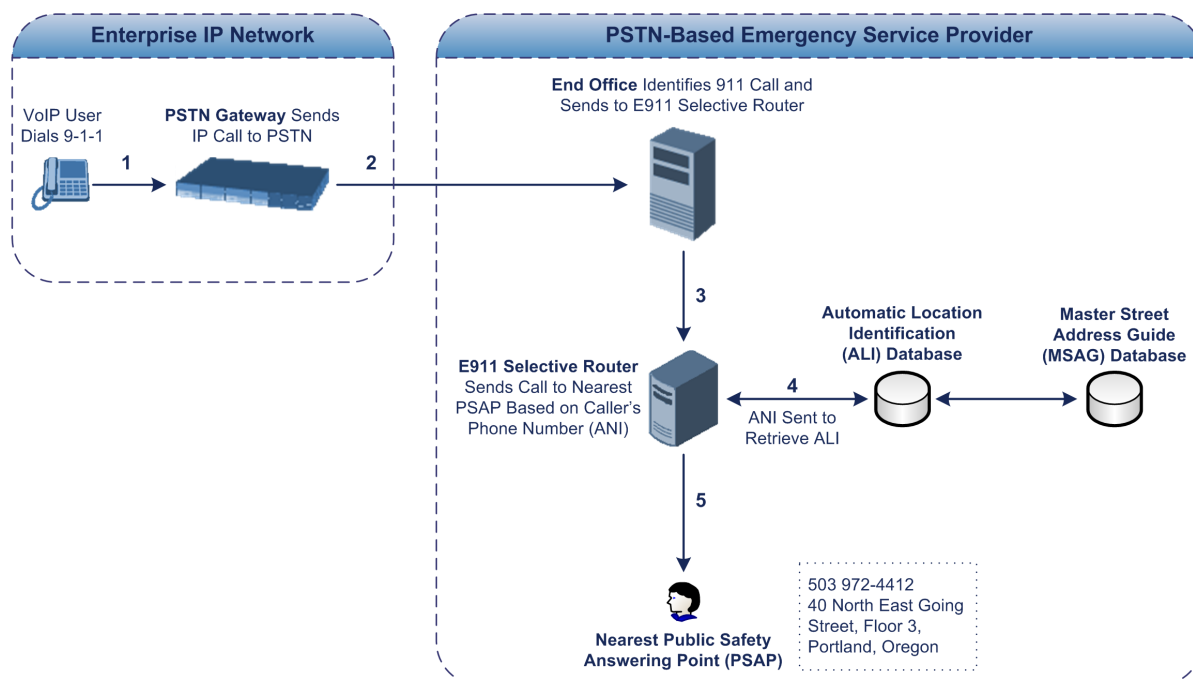 Enterprise IP Network
PSTN-Based Emergency Service Provider
VoIP User
Dials 9-1-1
PSTN Gateway Sends
IP Call to PSTN
End Office Identifies 911 Call and
Sends to E911 Selective Router
1
2
3
E911 Selective Router
Sends Call to Nearest
PSAP Based on Caller's
Phone Number (ANI)
4
ANI Sent to
Retrieve ALI
Automatic Location
Identification
(ALI) Database
Master Street
Address Guide
(MSAG) Database
5
Nearest Public Safety
Answering Point (PSAP)
503 972-4412
40 North East Going
Street, Floor 3,
Portland, Oregon